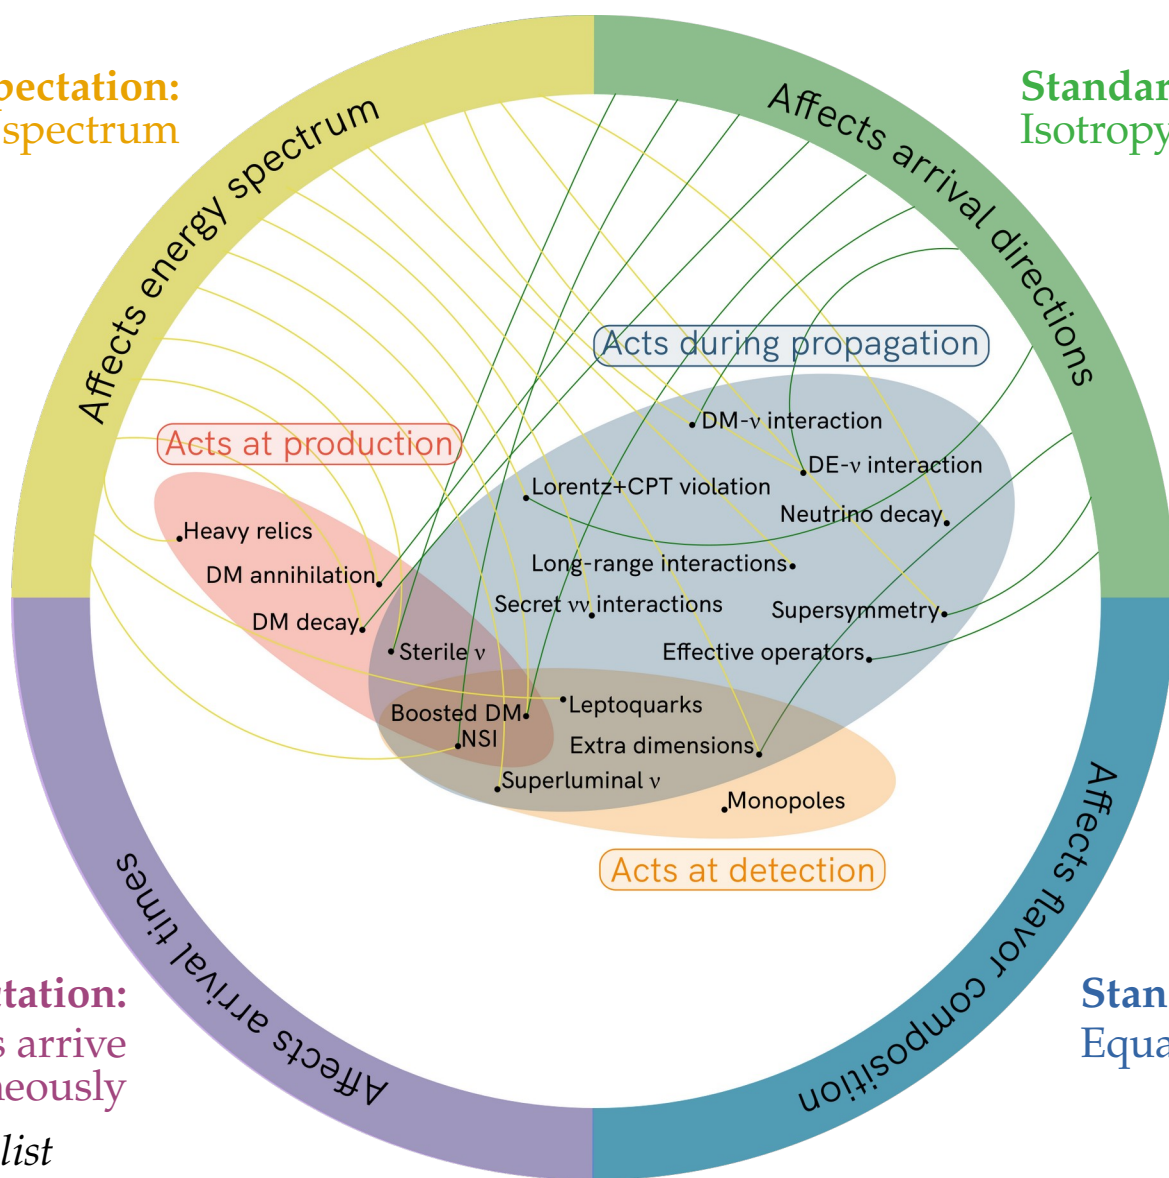 pectation:
spectrum
Standar
Isotropy
Affects energy spectrum
Affects arrival directions
Acts during propagation
DM-ν interaction
Acts at production
DE-ν interaction
Lorentz+CPT violation
Neutrino decay
Heavy relics
Long-range interactions
DM annihilation
Secret νν interactions
Supersymmetry
DM decay
Sterile ν
Effective operators
Leptoquarks
Boosted DM
NSI
Extra dimensions
Superluminal ν
Monopoles
Acts at detection
Affects arrival times
Affects flavor composition
tation:
s arrive
neously
list
Stan
Equa